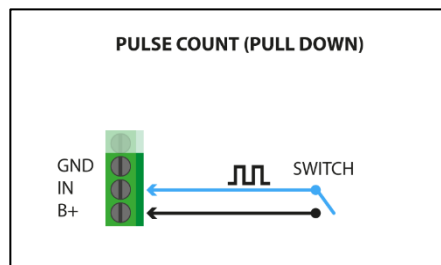 PULSE COUNT (PULL DOWN)
GND
IN
SWITCH
B+